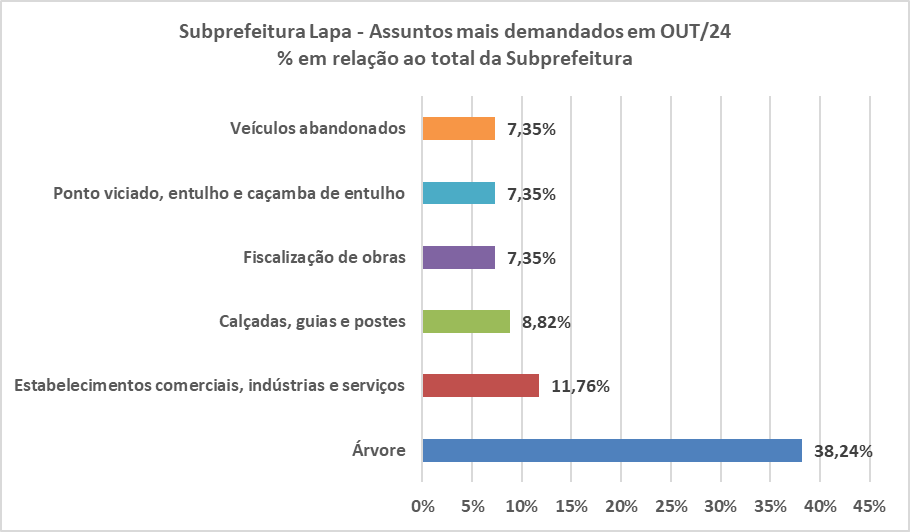 Subprefeitura Lapa - Assuntos mais demandados em OUT/24
% em relação ao total da Subprefeitura
Veículos abandonados 7,35%
Ponto viciado, entulho e caçamba de entulho 7,35%
Fiscalização de obras 7,35%
Calçadas, guias e postes 8,82%
Estabelecimentos comerciais, indústrias e serviços 11,76%
Árvore 38,24%
0% 5% 10% 15% 20% 25% 30% 35% 40% 45%